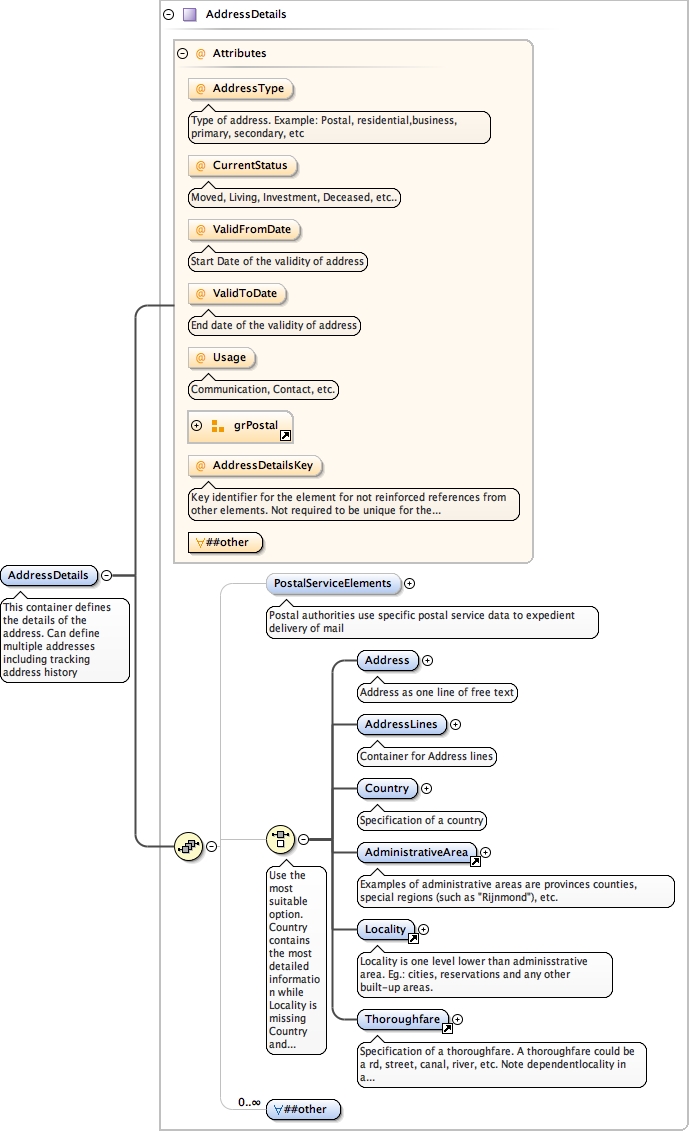 AddressDetails
Attributes
@ AddressType
Type of address. Example: Postal, residential,business,
primary, secondary, etc
@ CurrentStatus
Moved, Living, Investment, Deceased, etc..
@ ValidFromDate
Start Date of the validity of address
@ ValidToDate
End date of the validity of address
@ Usage
Communication, Contact, etc.
grPostal
@ AddressDetailsKey
Key identifier for the element for not reinforced references from
other elements. Not required to be unique for the...
∀##other
AddressDetails
This container defines
the details of the
address. Can define
multiple addresses
including tracking
address history
PostalServiceElements
Postal authorities use specific postal service data to expedient
delivery of mail
Use the
most
suitable
option.
Country
contains
the most
detailed
informatio
n while
Locality is
missing
Country
and...
Address
Address as one line of free text
AddressLines
Container for Address lines
Country
Specification of a country
AdministrativeArea
Examples of administrative areas are provinces counties,
special regions (such as "Rijnmond"), etc.
Locality
Locality is one level lower than adminisstrative
area. Eg.: cities, reservations and any other
built-up areas.
Thoroughfare
Specification of a thoroughfare. A thoroughfare could be
a rd, street, canal, river, etc. Note dependentlocality in
a...
0..∞
∀##other